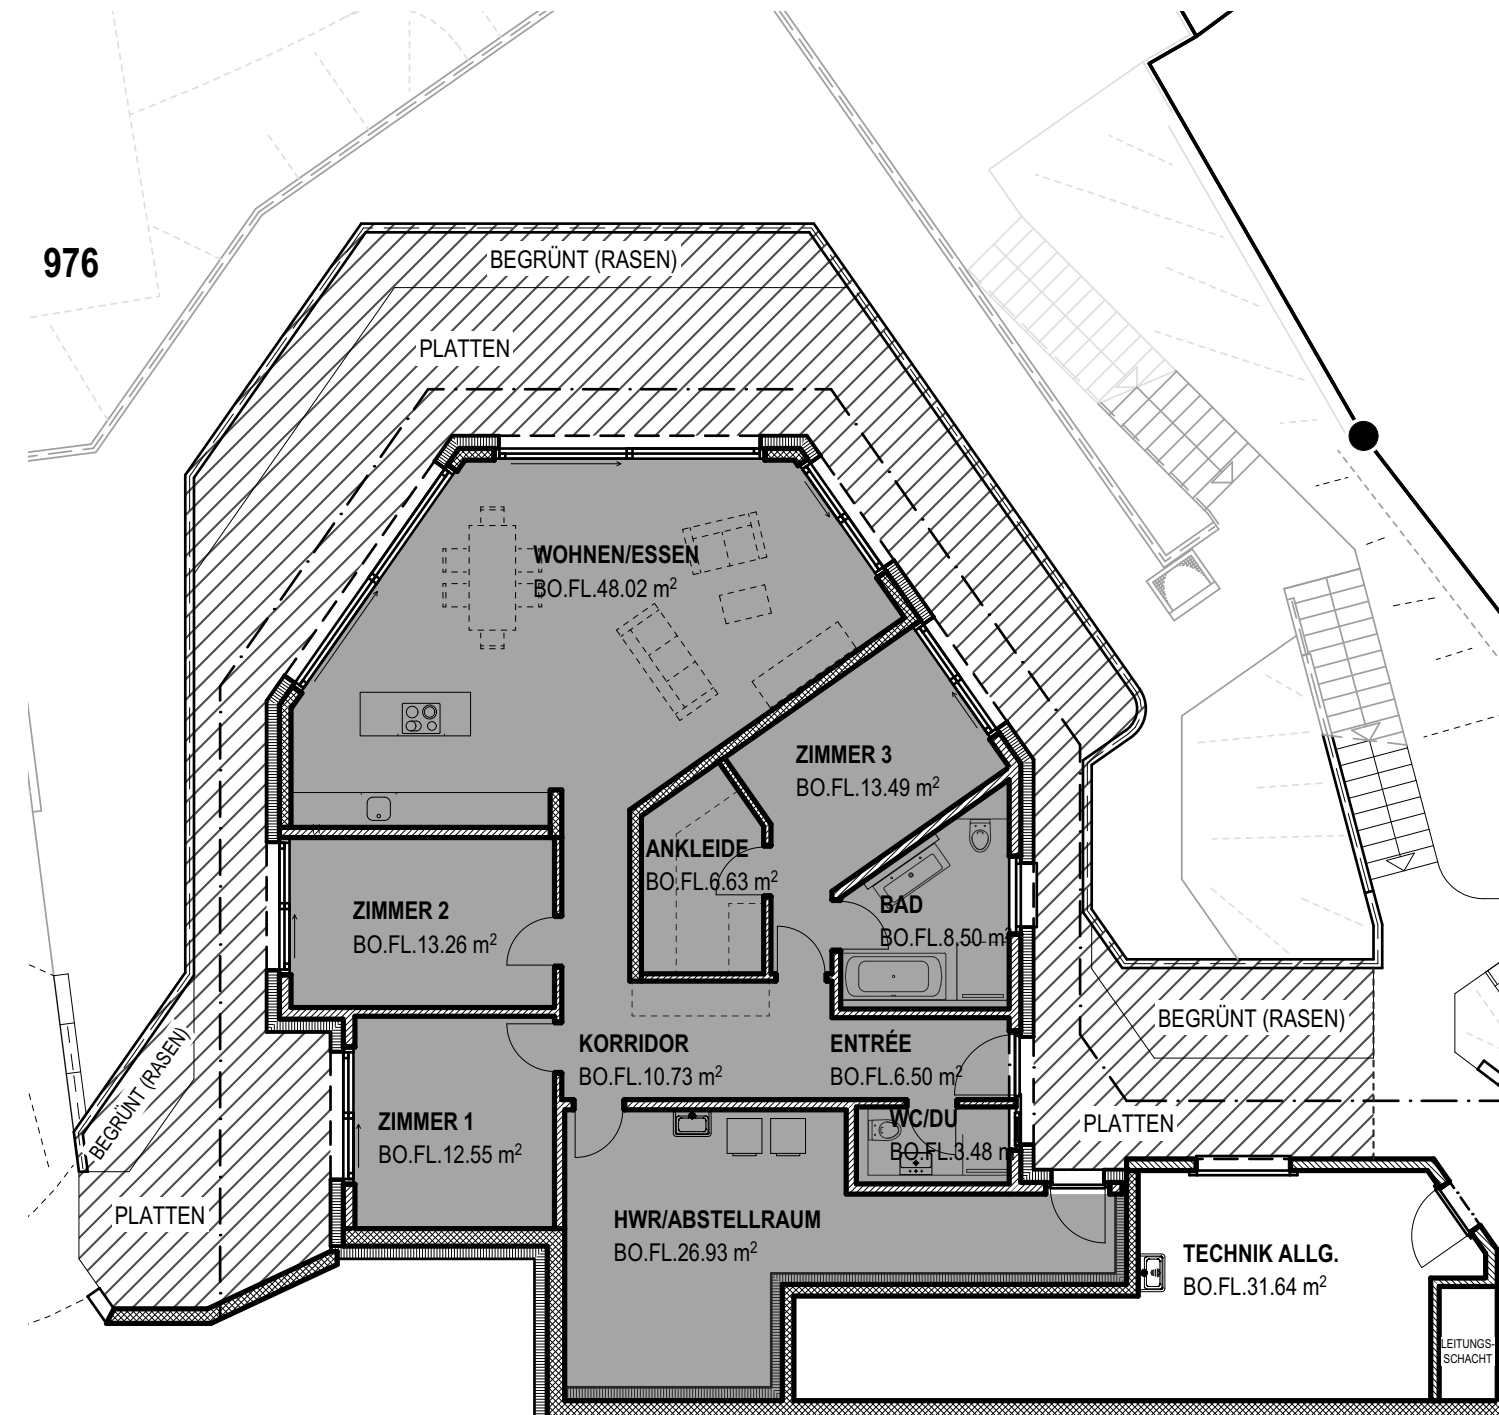 976
BEGRÜNT (RASEN)
PLATTEN
WOHNEN/ESSEN
BO.FL.48.02 m²
ZIMMER 3
BO.FL.13.49 m²
ANKLEIDE
BO.FL.6.63 m²
ZIMMER 2
BO.FL.13.26 m²
BAD
BO.FL.8.50 m²
BEGRÜNT (RASEN)
KORRIDOR
BO.FL.10.73 m²
ENTRÉE
BO.FL.6.50 m²
BEGRÜNT (RASEN)
ZIMMER 1
BO.FL.12.55 m²
WC/DU
BO.FL.3.48 m
PLATTEN
PLATTEN
HWR/ABSTELLRAUM
BO.FL.26.93 m²
TECHNIK ALLG.
BO.FL.31.64 m²
LEITUNGS-
SCHACHT